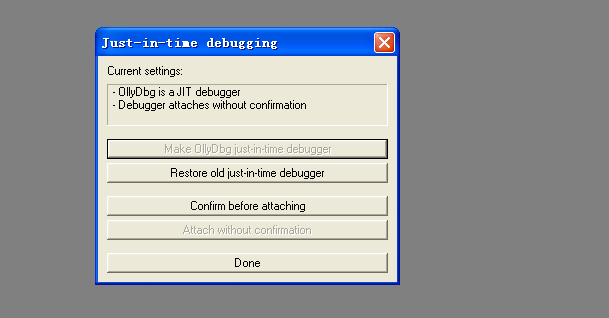 Just-in-time debugging
Current settings:
- OllyDbg is a JIT debugger
- Debugger attaches without confirmation
Make OllyDbg just-in-time debugger
Restore old just-in-time debugger
Confirm before attaching
Attach without confirmation
Done